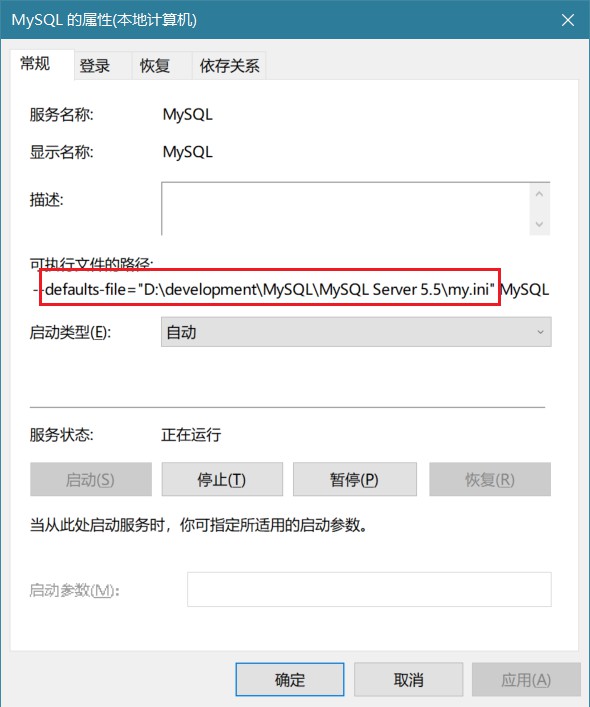 MySQL 的属性(本地计算机)
常规 登录 恢复 依存关系
服务名称: MySQL
显示名称: MySQL
描述:
可执行文件的路径:
--defaults-file="D:\development\MySQL\MySQL Server 5.5\my.ini" MySQL
启动类型(E): 自动
服务状态: 正在运行
启动(S) 停止(T) 暂停(P) 恢复(R)
当从此处启动服务时，你可指定所适用的启动参数。
启动参数(M):
确定 取消 应用(A)